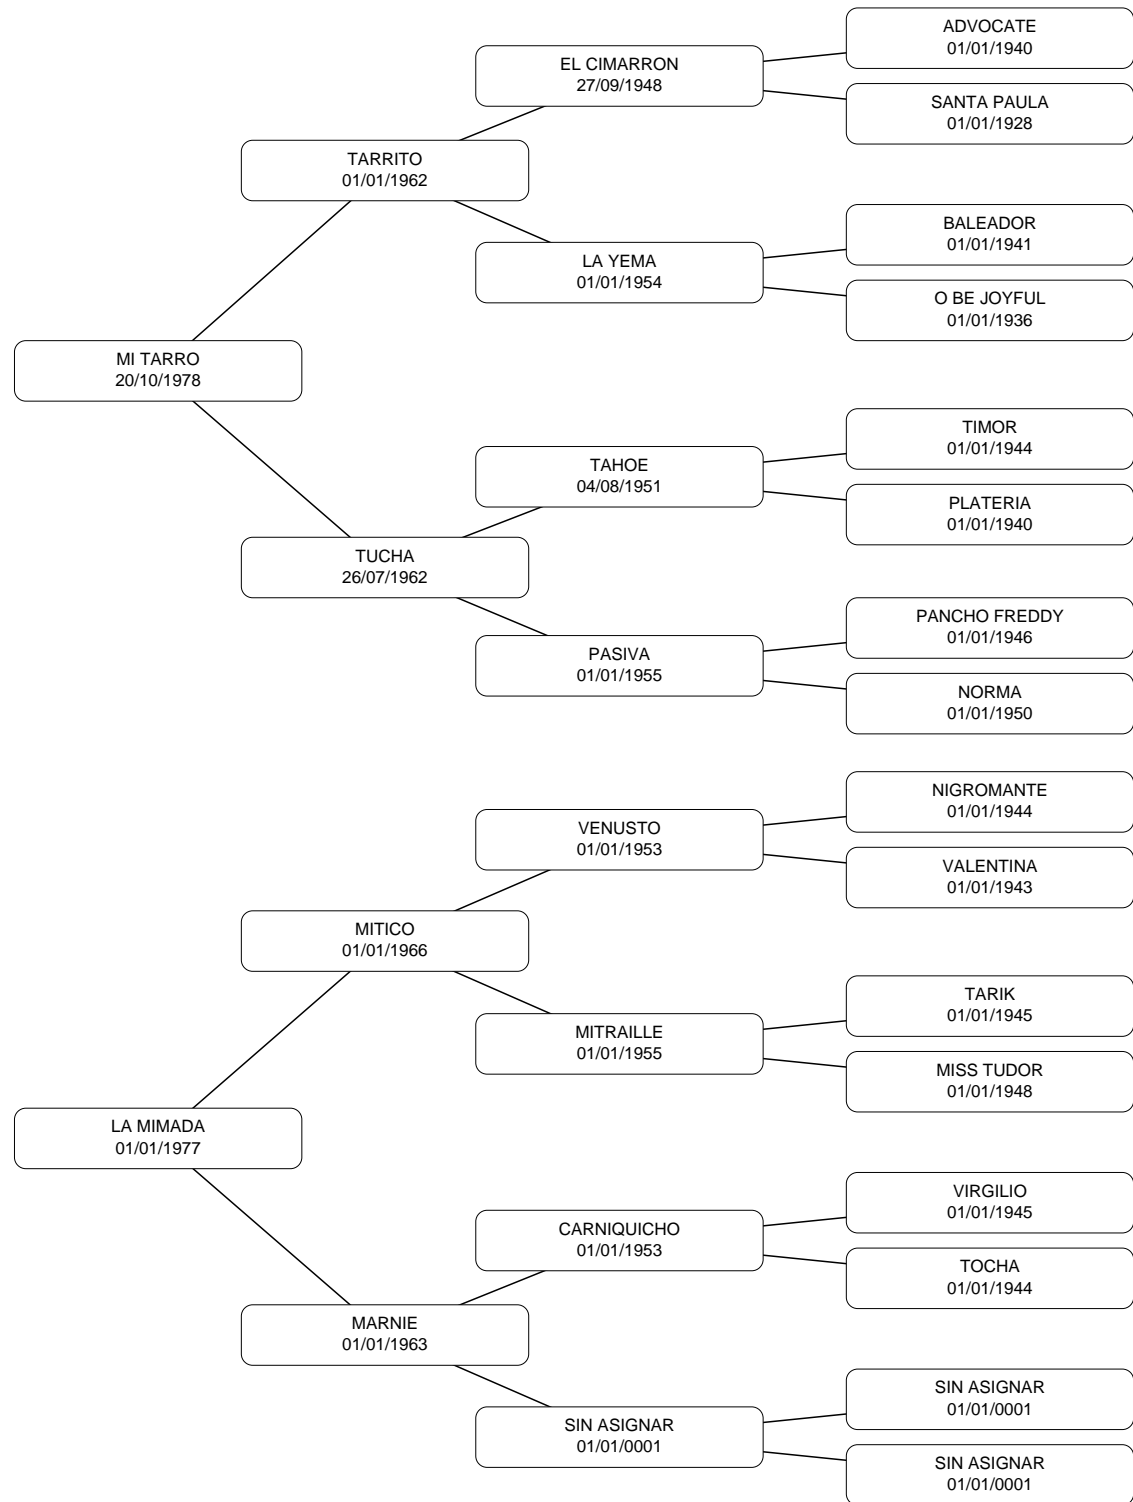 ADVOCATE
01/01/1940
EL CIMARRON
27/09/1948
SANTA PAULA
01/01/1928
TARRITO
01/01/1962
BALEADOR
01/01/1941
LA YEMA
01/01/1954
O BE JOYFUL
01/01/1936
MI TARRO
20/10/1978
TIMOR
01/01/1944
TAHOE
04/08/1951
PLATERIA
01/01/1940
TUCHA
26/07/1962
PANCHO FREDDY
01/01/1946
PASIVA
01/01/1955
NORMA
01/01/1950
NIGROMANTE
01/01/1944
VENUSTO
01/01/1953
VALENTINA
01/01/1943
MITICO
01/01/1966
TARIK
01/01/1945
MITRAILLE
01/01/1955
MISS TUDOR
01/01/1948
LA MIMADA
01/01/1977
VIRGILIO
01/01/1945
CARNIQUICHO
01/01/1953
TOCHA
01/01/1944
MARNIE
01/01/1963
SIN ASIGNAR
01/01/0001
SIN ASIGNAR
01/01/0001
SIN ASIGNAR
01/01/0001